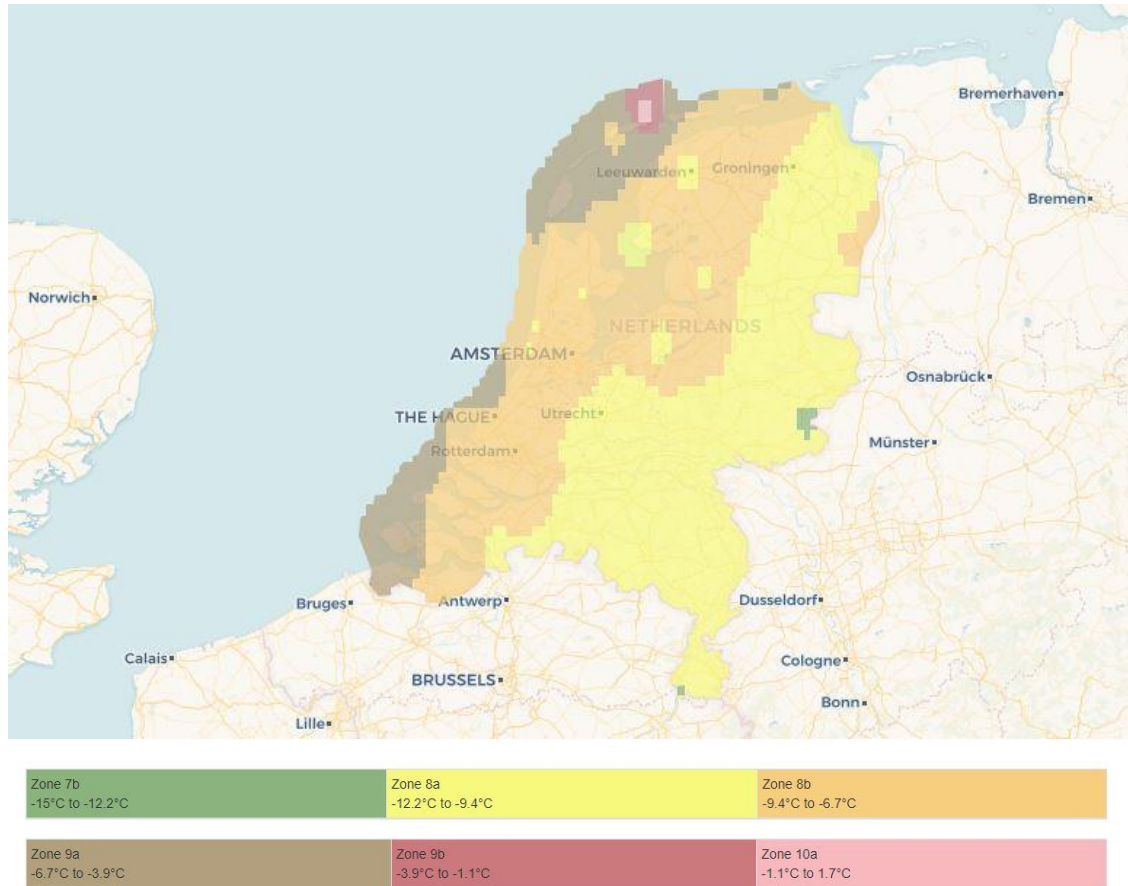 Bremerhaven
Leeuwarden
Groningen
Bremen
Norwich
NETHERLANDS
AMSTERDAM
Osnabrück
THE HAGUE
Utrecht
Münster
Rotterdam
Bruges
Antwerp
Dusseldorf
Calais
Cologne
BRUSSELS
Bonn
Lille
Zone 7b
-15°C to -12.2°C
Zone 8a
-12.2°C to -9.4°C
Zone 8b
-9.4°C to -6.7°C
Zone 9a
-6.7°C to -3.9°C
Zone 9b
-3.9°C to -1.1°C
Zone 10a
-1.1°C to 1.7°C